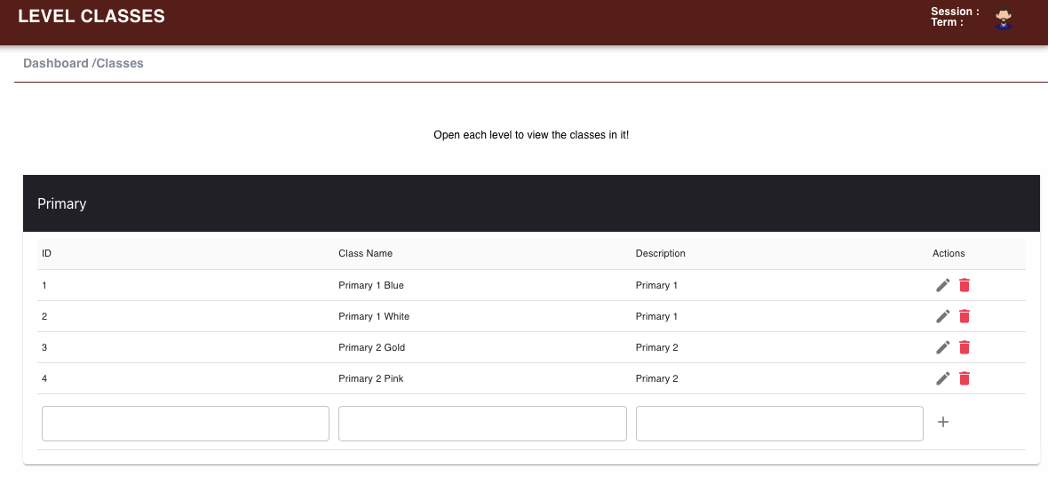 LEVEL CLASSES
Session :
Term :
Dashboard /Classes
Open each level to view the classes in it!
Primary
ID Class Name Description Actions
1 Primary 1 Blue Primary 1
2 Primary 1 White Primary 1
3 Primary 2 Gold Primary 2
4 Primary 2 Pink Primary 2